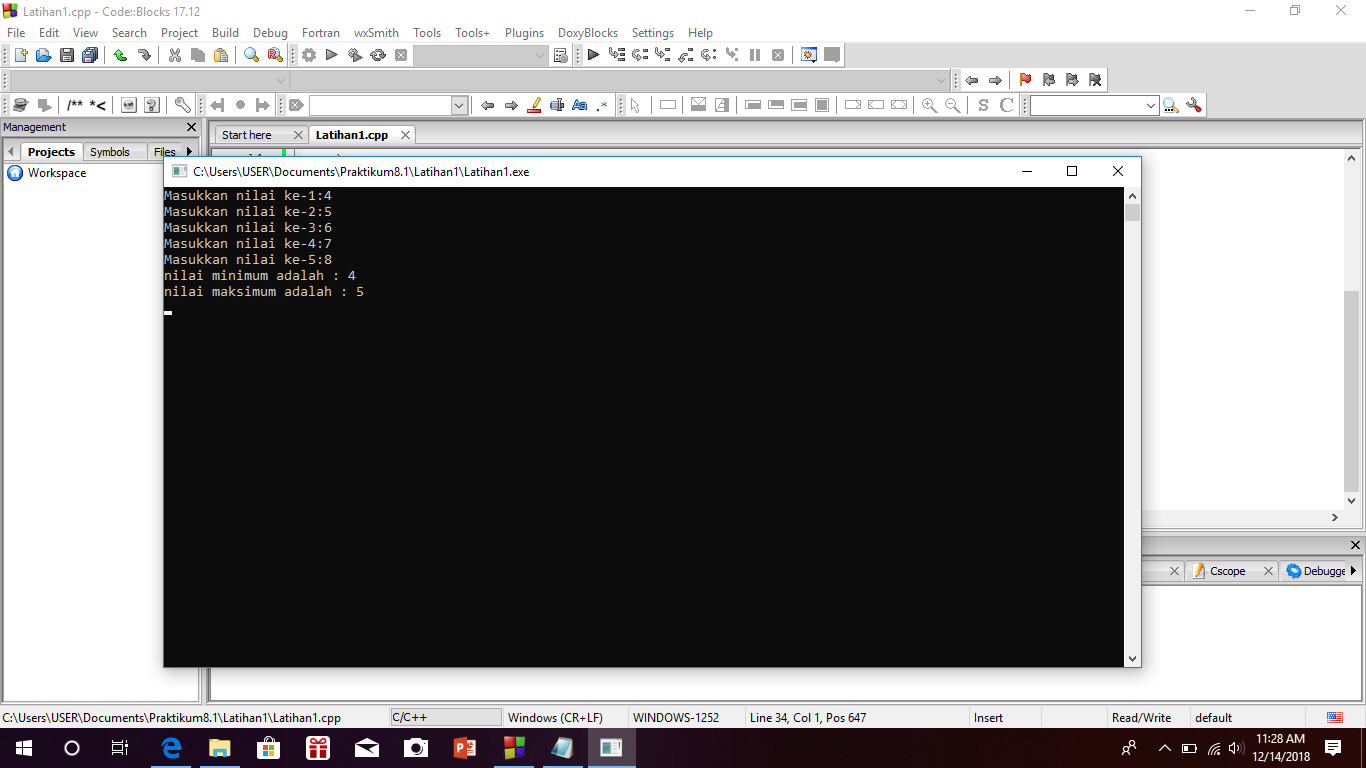 Latihan1.cpp - Code::Blocks 17.12
File Edit View Search Project Build Debug Fortran wxSmith Tools Tools+ Plugins DoxyBlocks Settings Help
/** *<
Aa .*
S C
Management
Start here Latihan1.cpp
Projects Symbols Files
Workspace
C:\Users\USER\Documents\Praktikum8.1\Latihan1\Latihan1.exe
Masukkan nilai ke-1:4
Masukkan nilai ke-2:5
Masukkan nilai ke-3:6
Masukkan nilai ke-4:7
Masukkan nilai ke-5:8
nilai minimum adalah : 4
nilai maksimum adalah : 5
Cscope Debugge
C:\Users\USER\Documents\Praktikum8.1\Latihan1\Latihan1.cpp C/C++ Windows (CR+LF) WINDOWS-1252 Line 34, Col 1, Pos 647 Insert Read/Write default
11:28 AM
12/14/2018